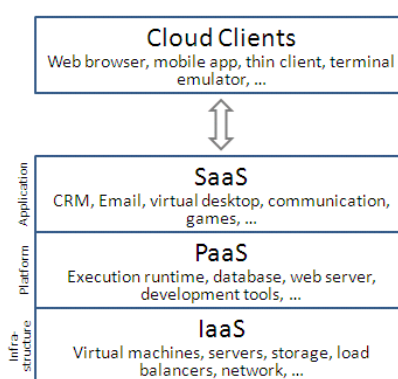 Cloud Clients
Web browser, mobile app, thin client, terminal
emulator, ...
Application
SaaS
CRM, Email, virtual desktop, communication,
games, ...
Platform
PaaS
Execution runtime, database, web server,
development tools, ...
Infra-
structure
IaaS
Virtual machines, servers, storage, load
balancers, network, ...